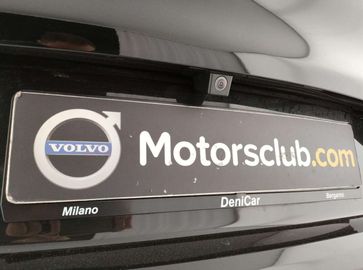 VOLVO
Motorsclub.com
Milano
DeniCar
Bergamo